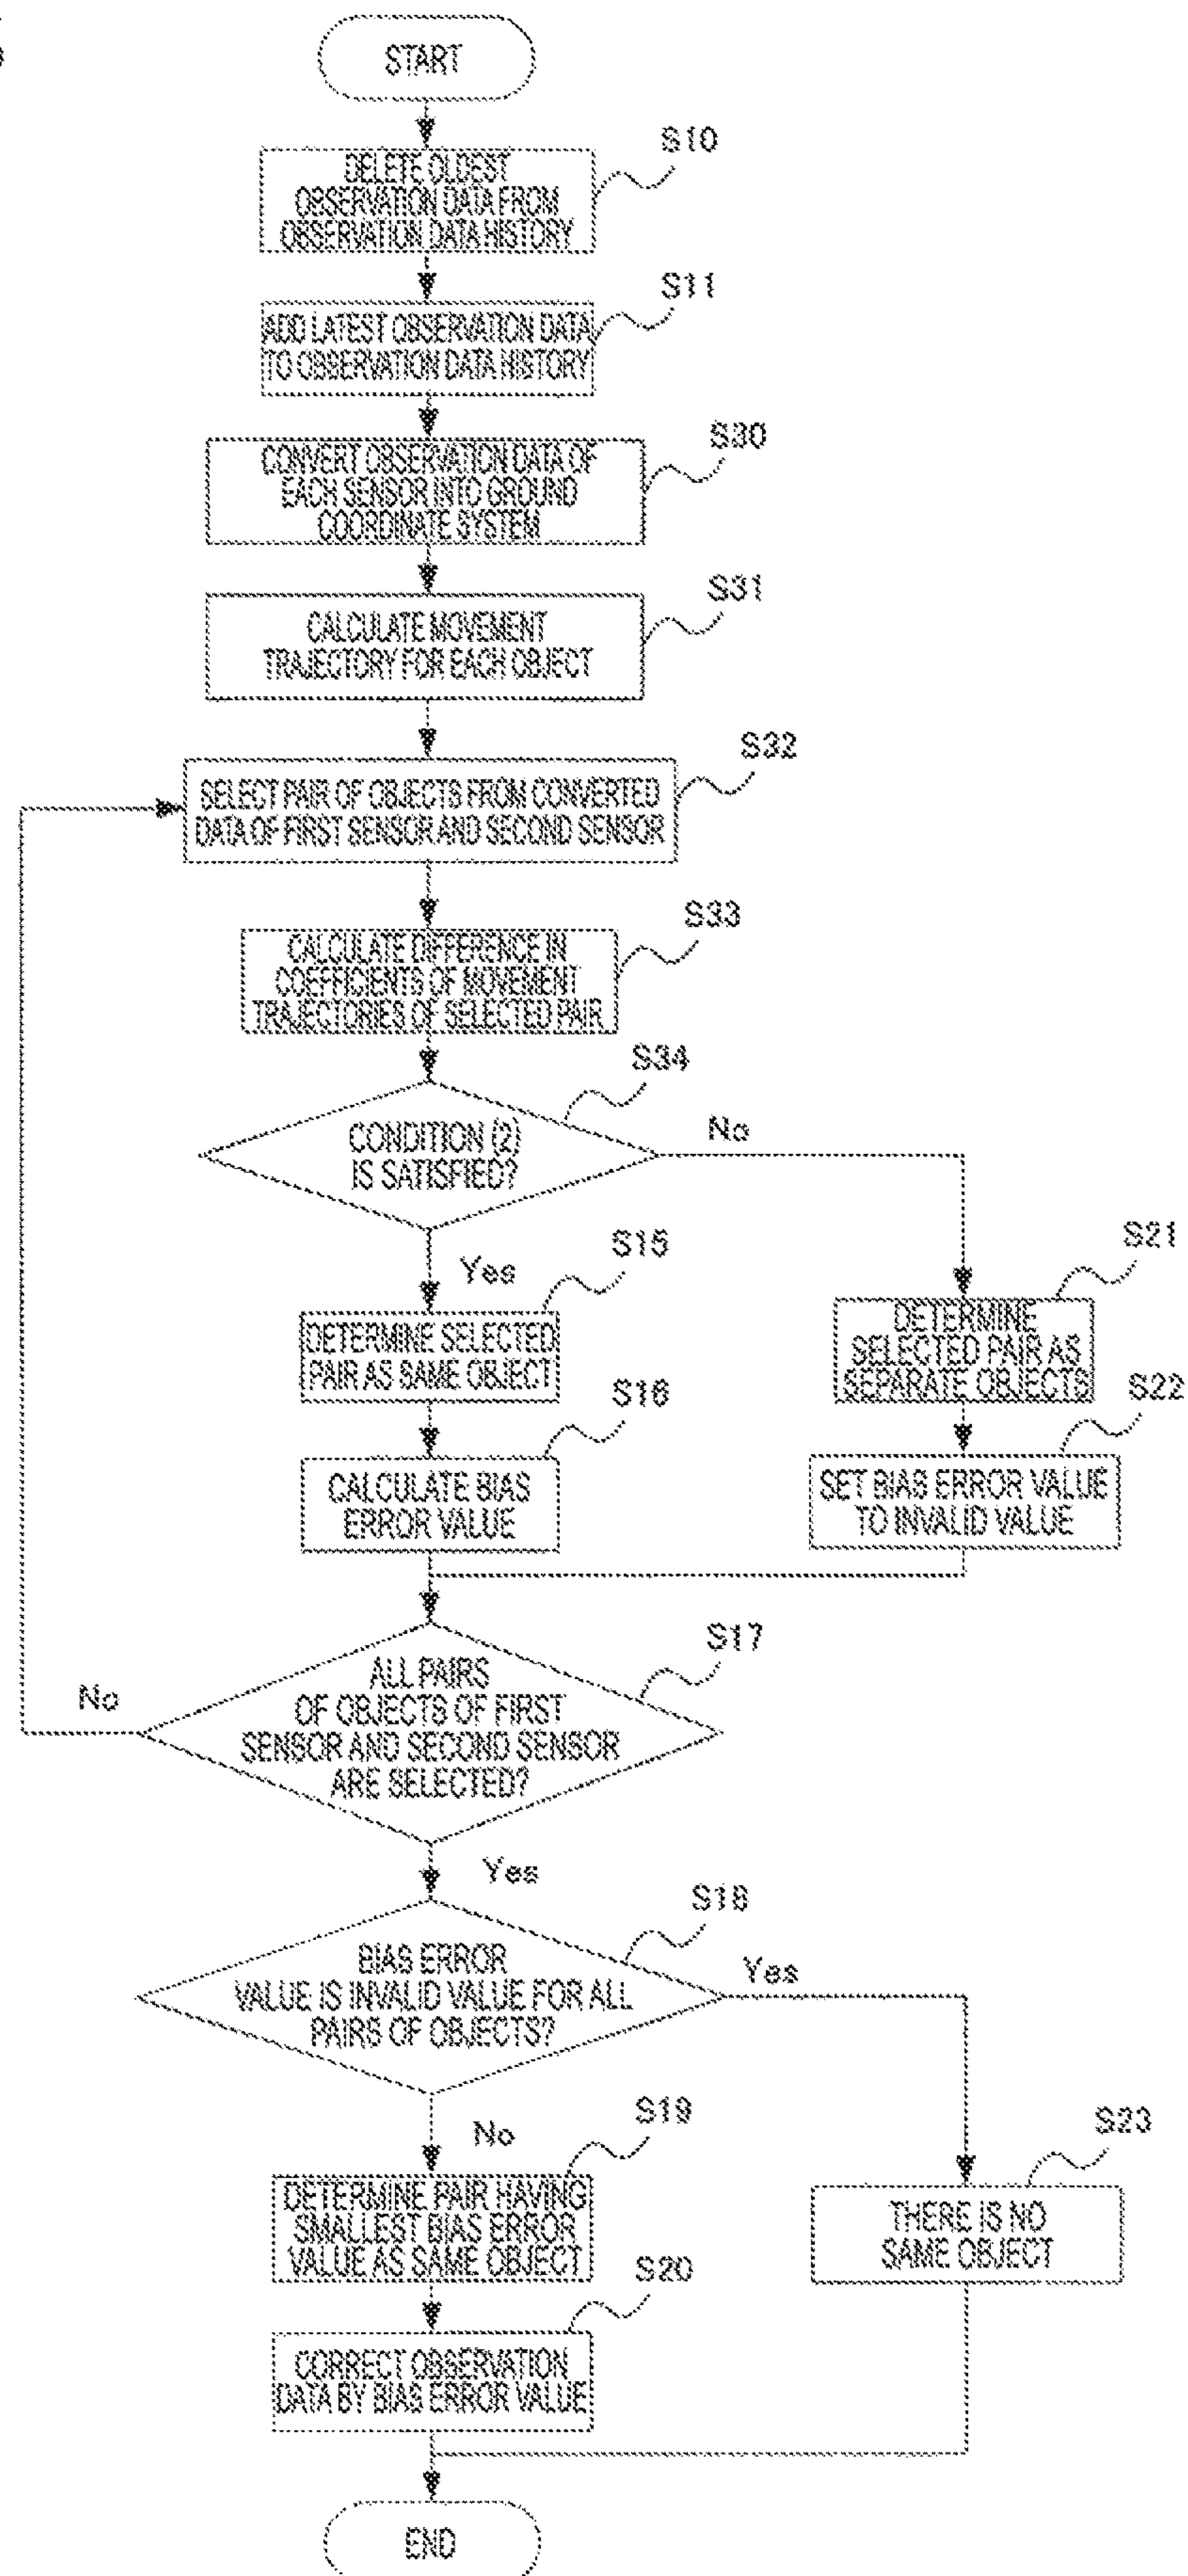 START
S10
DELETE OLDEST
OBSERVATION DATA FROM
OBSERVATION DATA HISTORY
S11
ADD LATEST OBSERVATION DATA
TO OBSERVATION DATA HISTORY
S30
CONVERT OBSERVATION DATA OF
EACH SENSOR INTO GROUND
COORDINATE SYSTEM
S31
CALCULATE MOVEMENT
TRAJECTORY FOR EACH OBJECT
S32
SELECT PAIR OF OBJECTS FROM CONVERTED
DATA OF FIRST SENSOR AND SECOND SENSOR
S33
CALCULATE DIFFERENCE IN
COEFFICIENTS OF MOVEMENT
TRAJECTORIES OF SELECTED PAIR
S34
CONDITION (2)
IS SATISFIED?
No
Yes
S15
DETERMINE SELECTED
PAIR AS SAME OBJECT
S21
DETERMINE
SELECTED PAIR AS
SEPARATE OBJECTS
S16
CALCULATE BIAS
ERROR VALUE
S22
SET BIAS ERROR VALUE
TO INVALID VALUE
S17
ALL PAIRS
OF OBJECTS OF FIRST
SENSOR AND SECOND SENSOR
ARE SELECTED?
No
Yes
S18
BIAS ERROR
VALUE IS INVALID VALUE FOR ALL
PAIRS OF OBJECTS?
Yes
No
S19
DETERMINE PAIR HAVING
SMALLEST BIAS ERROR
VALUE AS SAME OBJECT
S23
THERE IS NO
SAME OBJECT
S20
CORRECT OBSERVATION
DATA BY BIAS ERROR VALUE
END